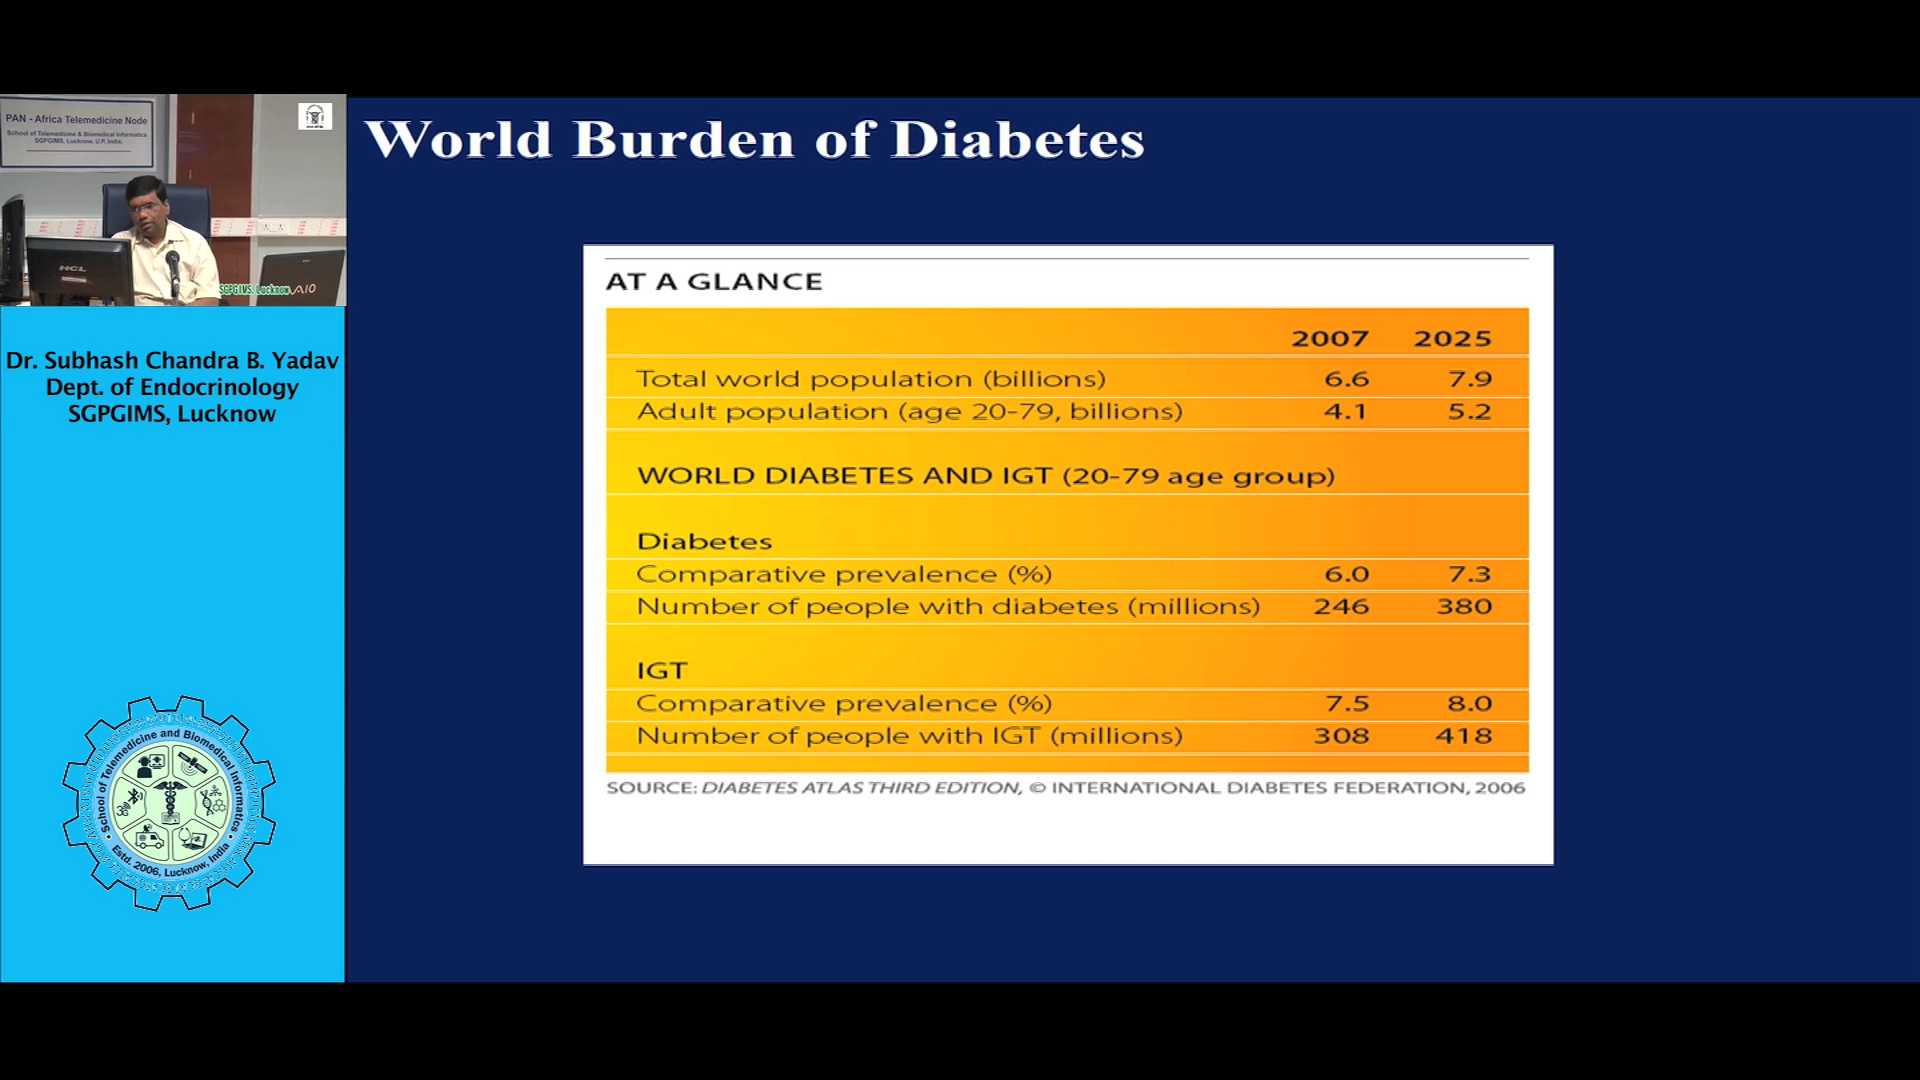 PAN - Africa Telemedicine Node
School of Telemedicine & Biomedical Informatics
SGPGIMS, Lucknow, U.P, India.
HCL
SGPGIMS, Lucknow
VAIO
Dr. Subhash Chandra B. Yadav
Dept. of Endocrinology
SGPGIMS, Lucknow
School of Telemedicine and Biomedical Informatics
Estd. 2006, Lucknow, India
World Burden of Diabetes
AT A GLANCE
2007 2025
Total world population (billions) 6.6 7.9
Adult population (age 20-79, billions) 4.1 5.2
WORLD DIABETES AND IGT (20-79 age group)
Diabetes
Comparative prevalence (%) 6.0 7.3
Number of people with diabetes (millions) 246 380
IGT
Comparative prevalence (%) 7.5 8.0
Number of people with IGT (millions) 308 418
SOURCE: DIABETES ATLAS THIRD EDITION, © INTERNATIONAL DIABETES FEDERATION, 2006